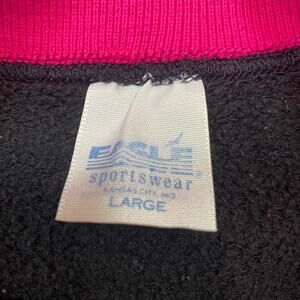 EAGLE
sportswear
KANSAS CITY, MO
LARGE